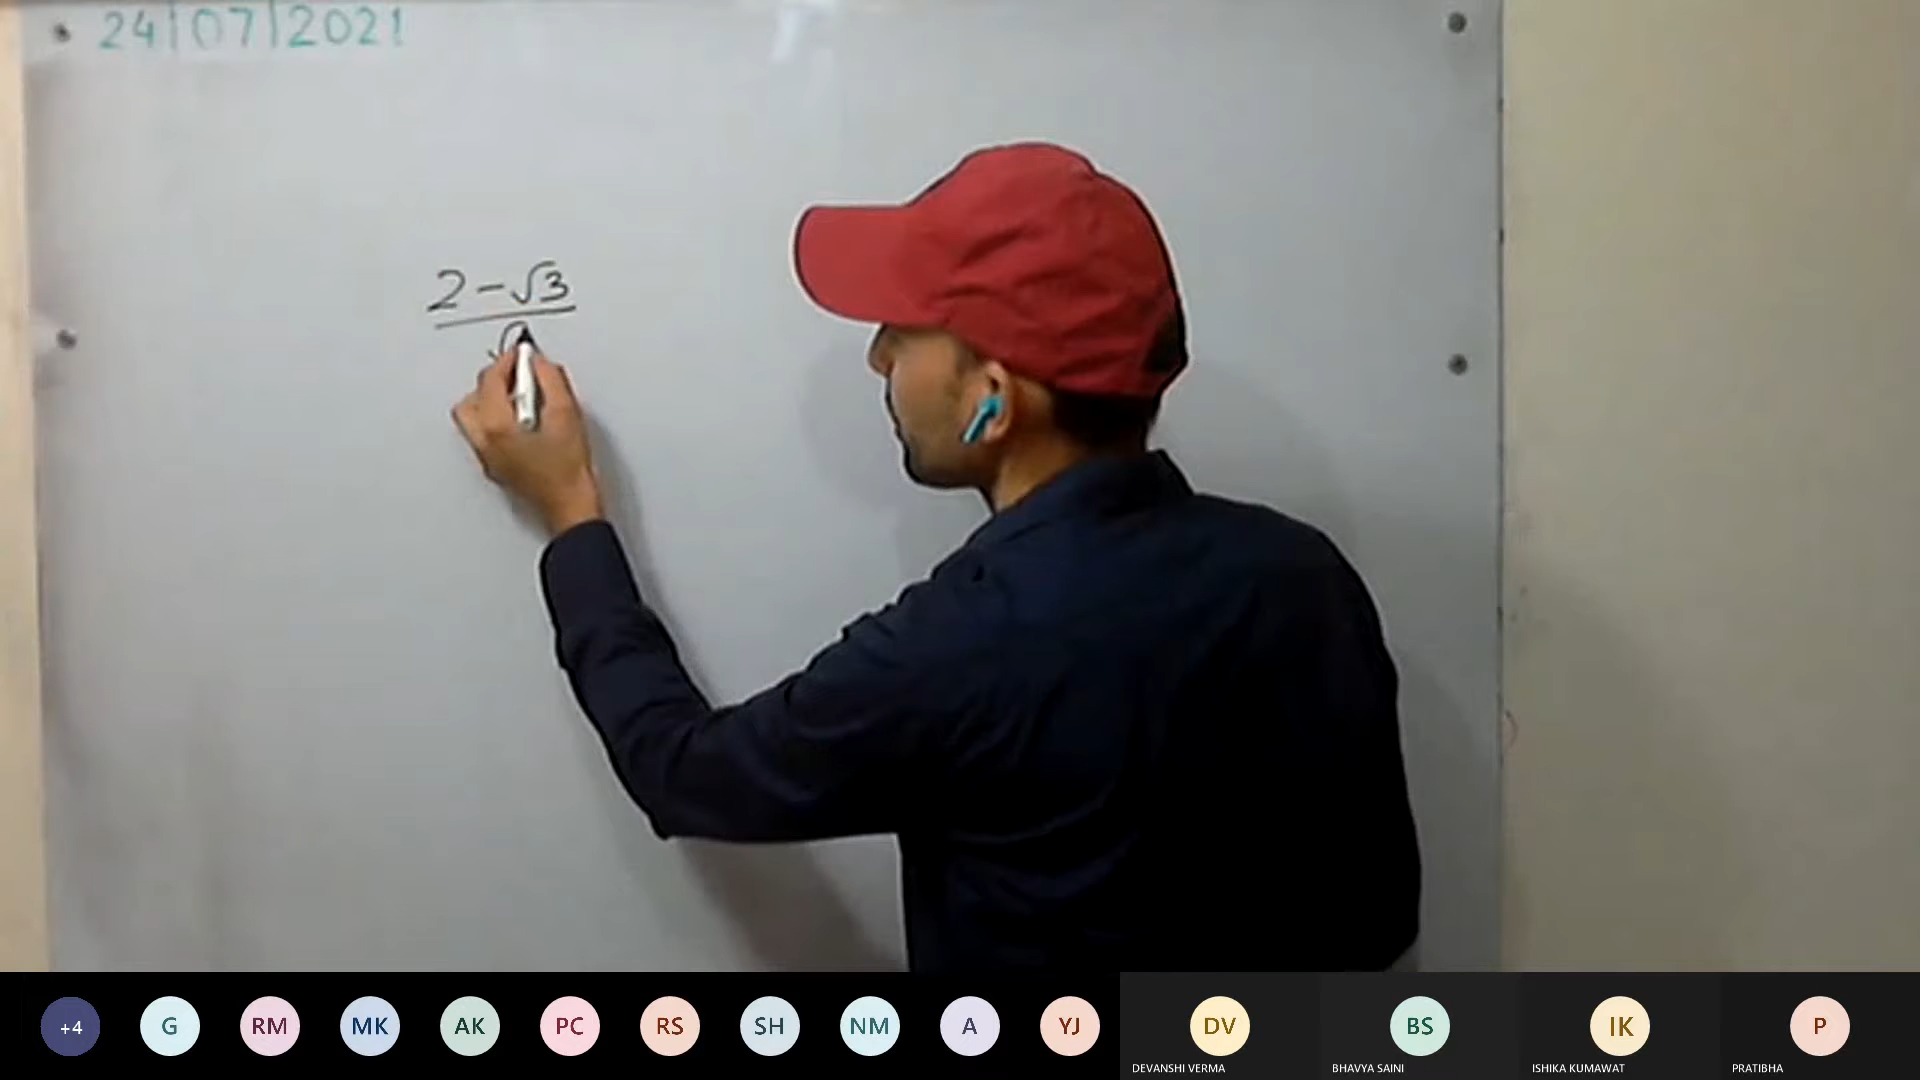 24|07|2021
2-√3
√
+4 G RM MK AK PC RS SH NM A YJ DV BS IK P
DEVANSHI VERMA BHAVYA SAINI ISHIKA KUMAWAT PRATIBHA